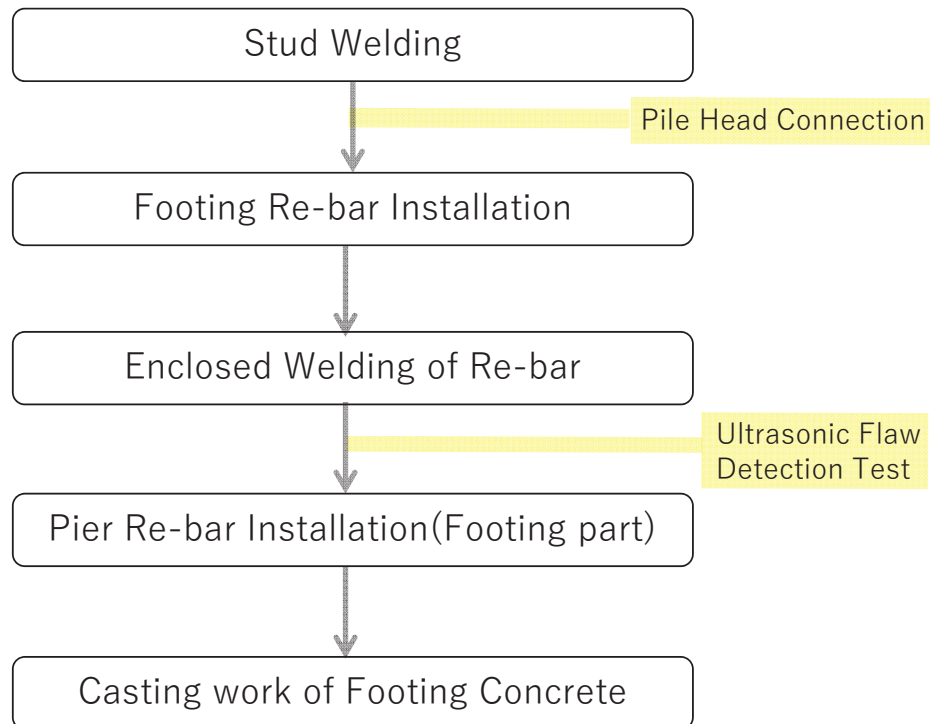 Stud Welding
Pile Head Connection
Footing Re-bar Installation
Enclosed Welding of Re-bar
Ultrasonic Flaw
Detection Test
Pier Re-bar Installation(Footing part)
Casting work of Footing Concrete